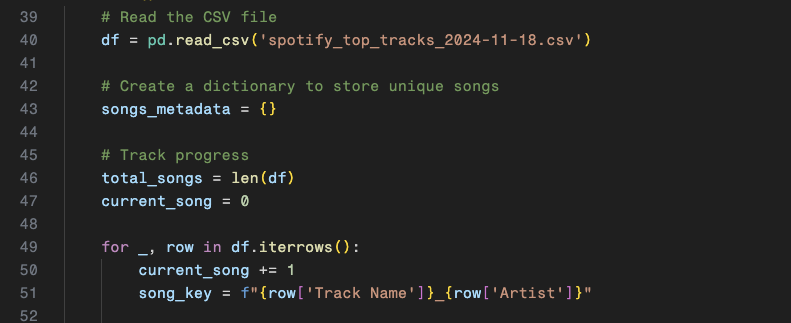 39 # Read the CSV file
40 df = pd.read_csv('spotify_top_tracks_2024-11-18.csv')
41
42 # Create a dictionary to store unique songs
43 songs_metadata = {}
44
45 # Track progress
46 total_songs = len(df)
47 current_song = 0
48
49 for _, row in df.iterrows():
50     current_song += 1
51     song_key = f"{row['Track Name']}_{row['Artist']}"
52